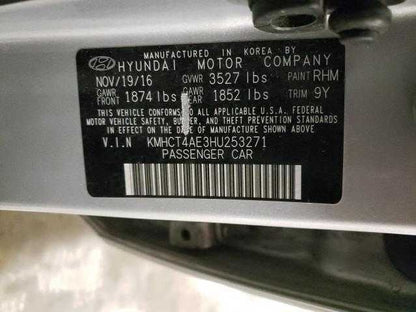 MANUFACTURED IN KOREA BY
HYUNDAI MOTOR COMPANY
NOV/19/16 GVWR 3527 lbs PAINT RHM
GAWR FRONT 1874 lbs GAWR REAR 1852 lbs TRIM 9Y
THIS VEHICLE CONFORMS TO ALL APPLICABLE U.S.A. FEDERAL
MOTOR VEHICLE SAFETY, BUMPER, AND THEFT PREVENTION STANDARDS
IN EFFECT ON THE DATE OF MANUFACTURE SHOWN ABOVE.
V.I.N KMHCT4AE3HU253271
PASSENGER CAR